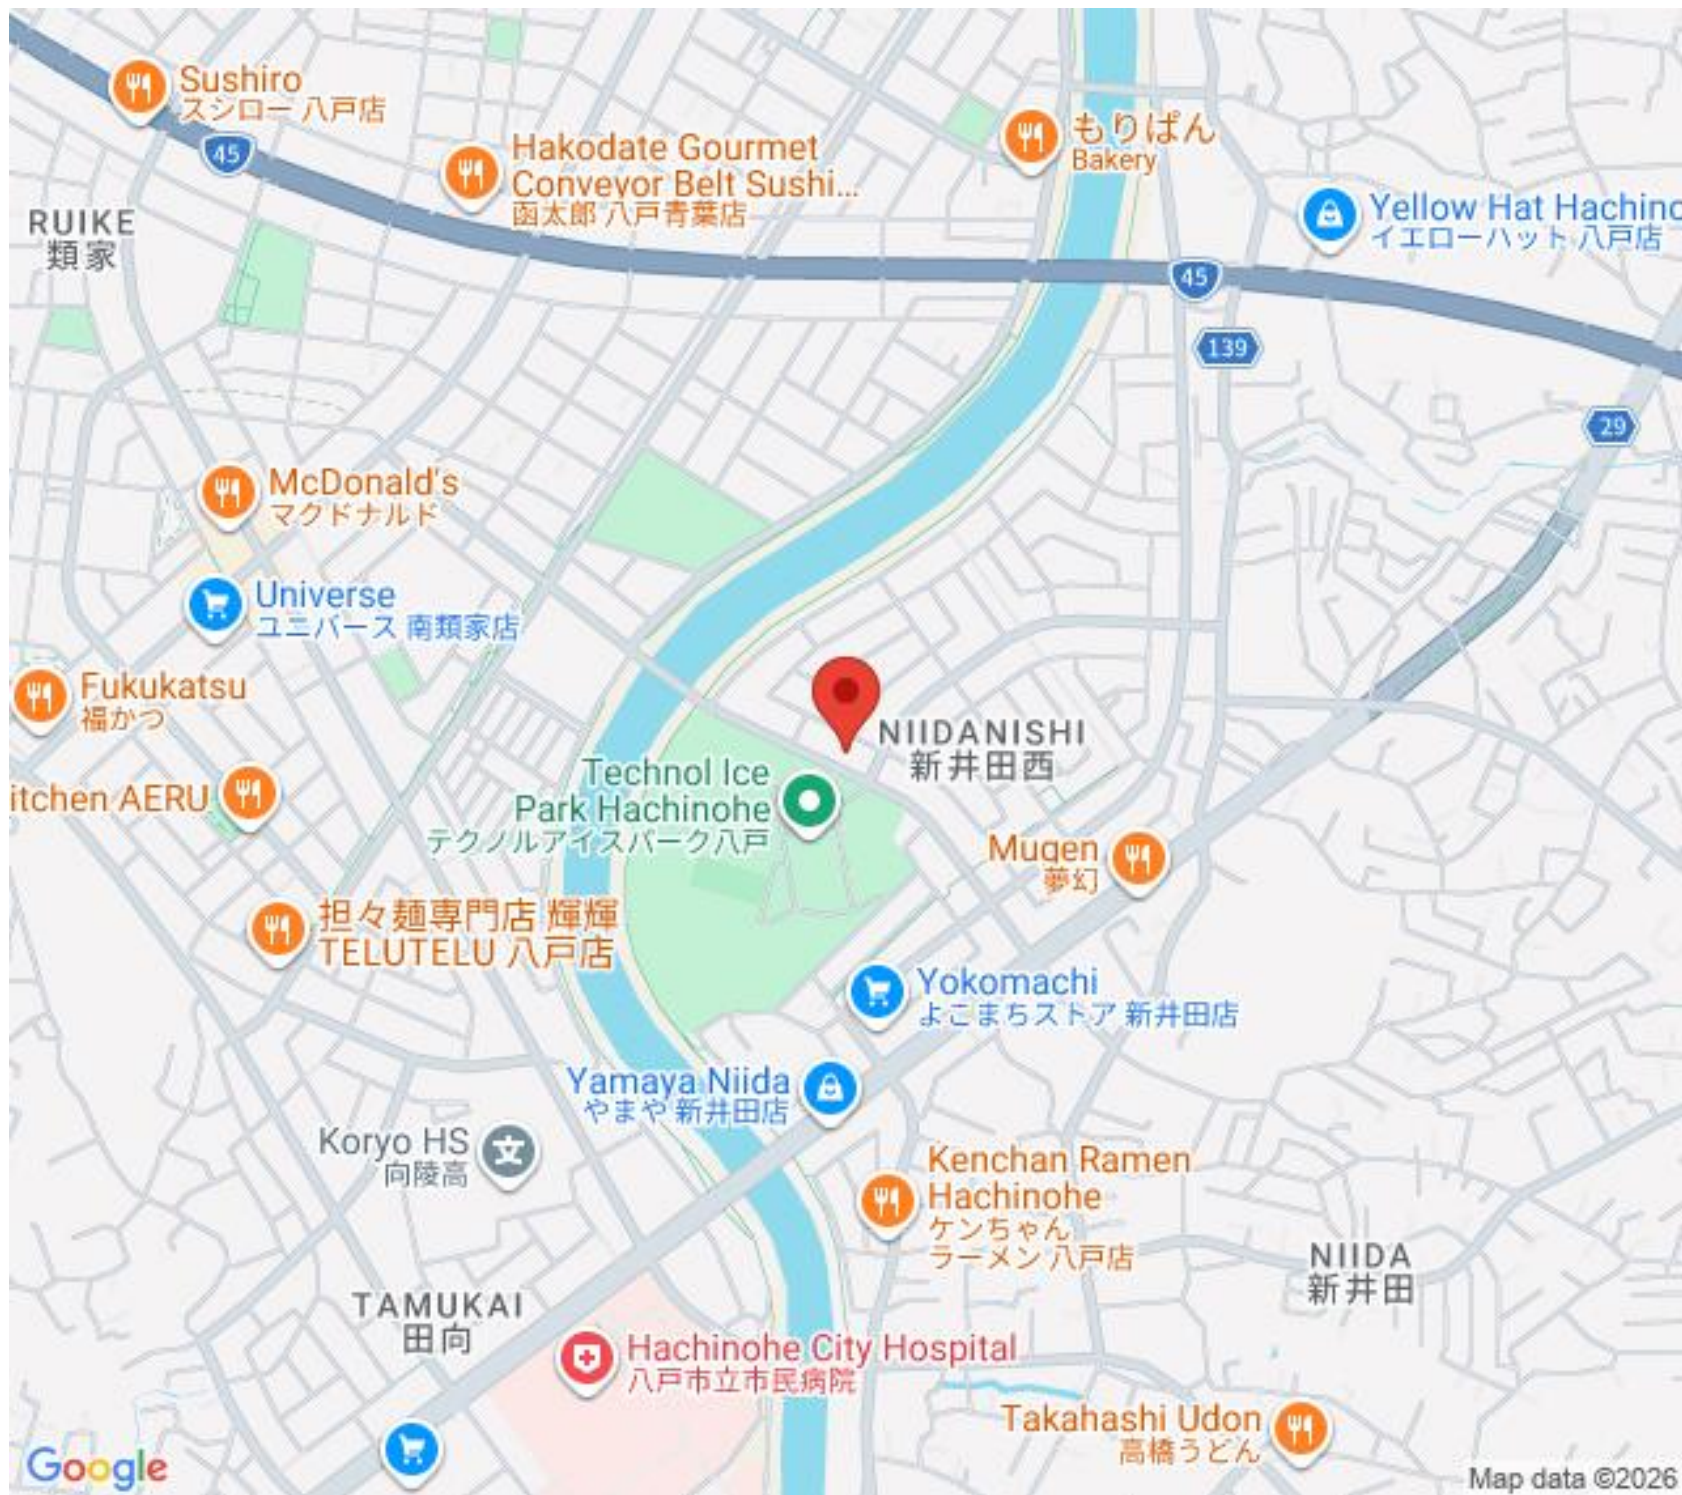 Sushiro
スシロー 八戸店
45
Hakodate Gourmet
Conveyor Belt Sushi...
函太郎 八戸青葉店
もりぱん
Bakery
Yellow Hat Hachino
イエローハット 八戸店
RUIKE
類家
45
139
29
McDonald's
マクドナルド
Universe
ユニバース 南類家店
Fukukatsu
福かつ
NIIDANISHI
新井田西
Technol Ice
Park Hachinohe
テクノルアイスパーク八戸
itchen AERU
Mugen
夢幻
担々麺専門店 輝輝
TELUTELU 八戸店
Yokomachi
よこまちストア 新井田店
Yamaya Niida
やまや 新井田店
Koryo HS
向陵高
文
Kenchan Ramen
Hachinohe
ケンちゃん
ラーメン 八戸店
NIIDA
新井田
TAMUKAI
田向
Hachinohe City Hospital
八戸市立市民病院
Takahashi Udon
高橋うどん
Google
Map data ©2026